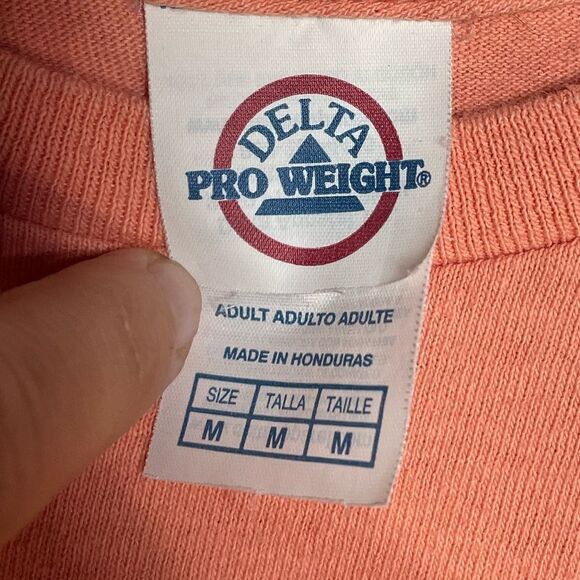 DELTA
PRO WEIGHT®
ADULT ADULTO ADULTE
MADE IN HONDURAS
SIZE TALLA TAILLE
M M M